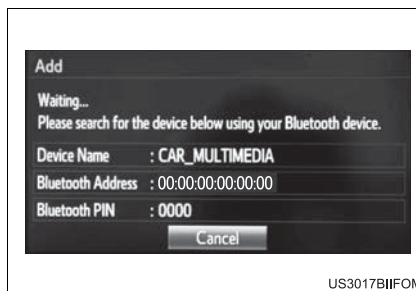 Add
Waiting...
Please search for the device below using your Bluetooth device.
Device Name : CAR_MULTIMEDIA
Bluetooth Address : 00:00:00:00:00:00
Bluetooth PIN : 0000
Cancel
US3017BIIFOM